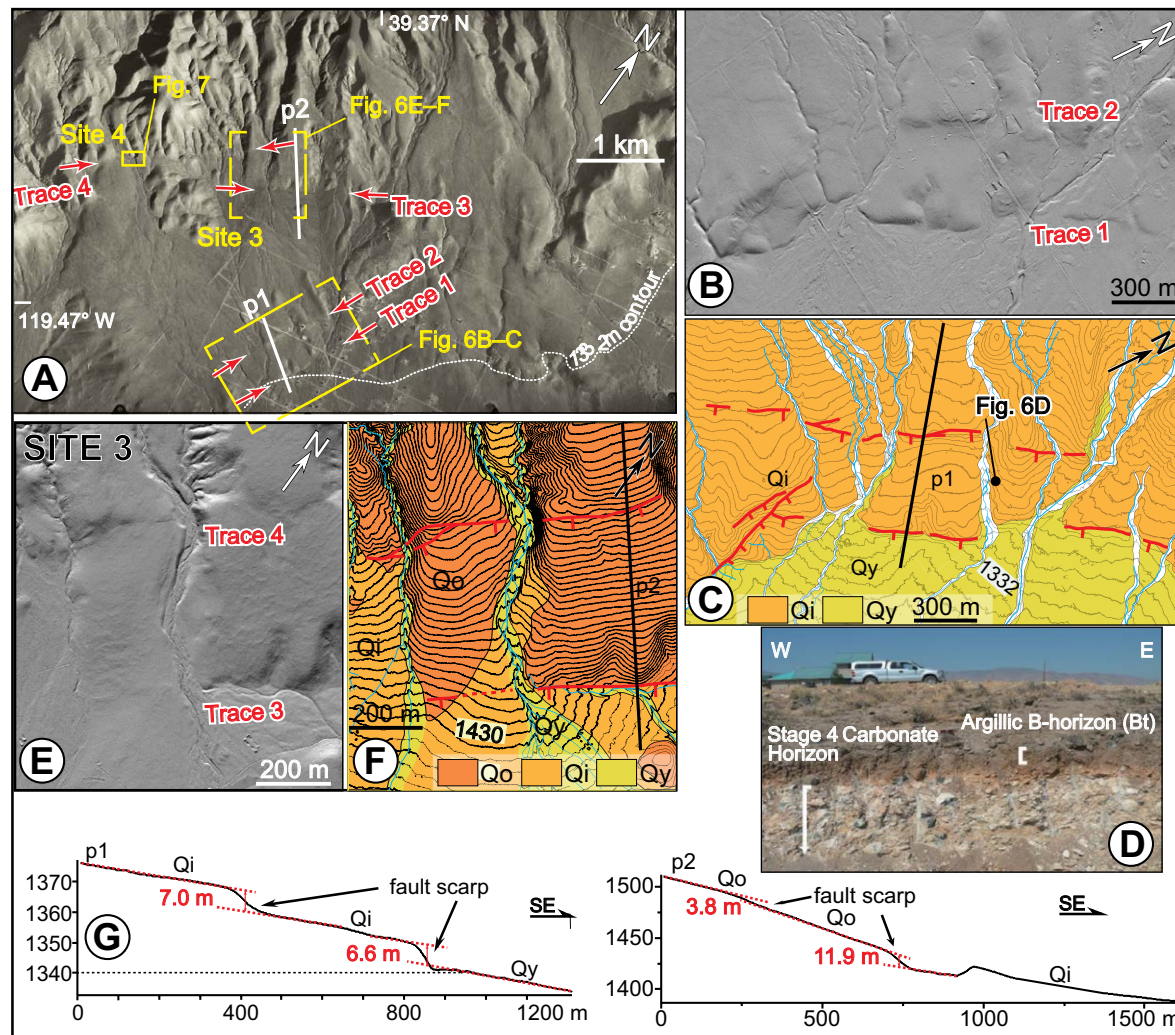 39.37° N
N
Fig. 7
p2
Fig. 6E–F
Site 4
1 km
Trace 4
Trace 3
Site 3
Trace 2
p1
Trace 1
119.47° W
Fig. 6B–C
contour
A
N
Trace 2
Trace 1
B
300 m
N
Fig. 6D
Qi
p1
Qy
1332
C
Qi
Qy
300 m
SITE 3
N
Trace 4
Trace 3
E
200 m
N
Qo
p2
Qi
200 m
1430
Qy
F
Qo
Qi
Qy
W
E
Stage 4 Carbonate
Horizon
Argillic B-horizon (Bt)
D
p1
Qi
1370
7.0 m
fault scarp
1360
Qi
SE
G
1350
6.6 m
1340
Qy
0
400
800
1200 m
p2
1500
Qo
fault scarp
3.8 m
Qo
SE
1450
11.9 m
Qi
1400
0
500
1000
1500 m